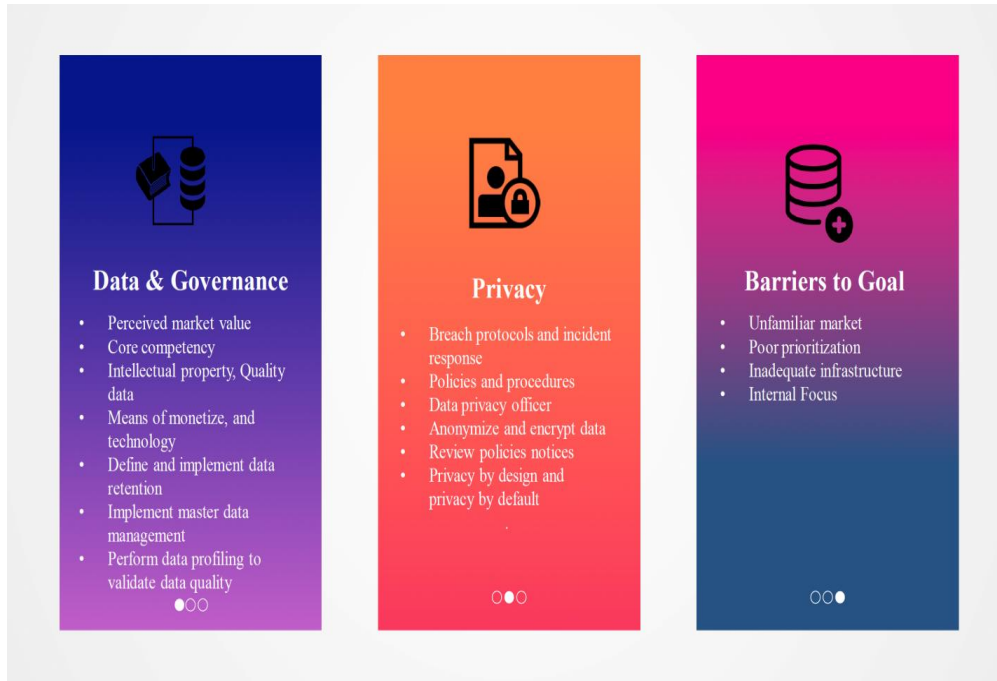 Data & Governance
• Perceived market value
• Core competency
• Intellectual property, Quality
data
• Means of monetize, and
technology
• Define and implement data
retention
• Implement master data
management
• Perform data profiling to
validate data quality
Privacy
• Breach protocols and incident
response
• Policies and procedures
• Data privacy officer
• Anonymize and encrypt data
• Review policies notices
• Privacy by design and
privacy by default
.
Barriers to Goal
• Unfamiliar market
• Poor prioritization
• Inadequate infrastructure
• Internal Focus